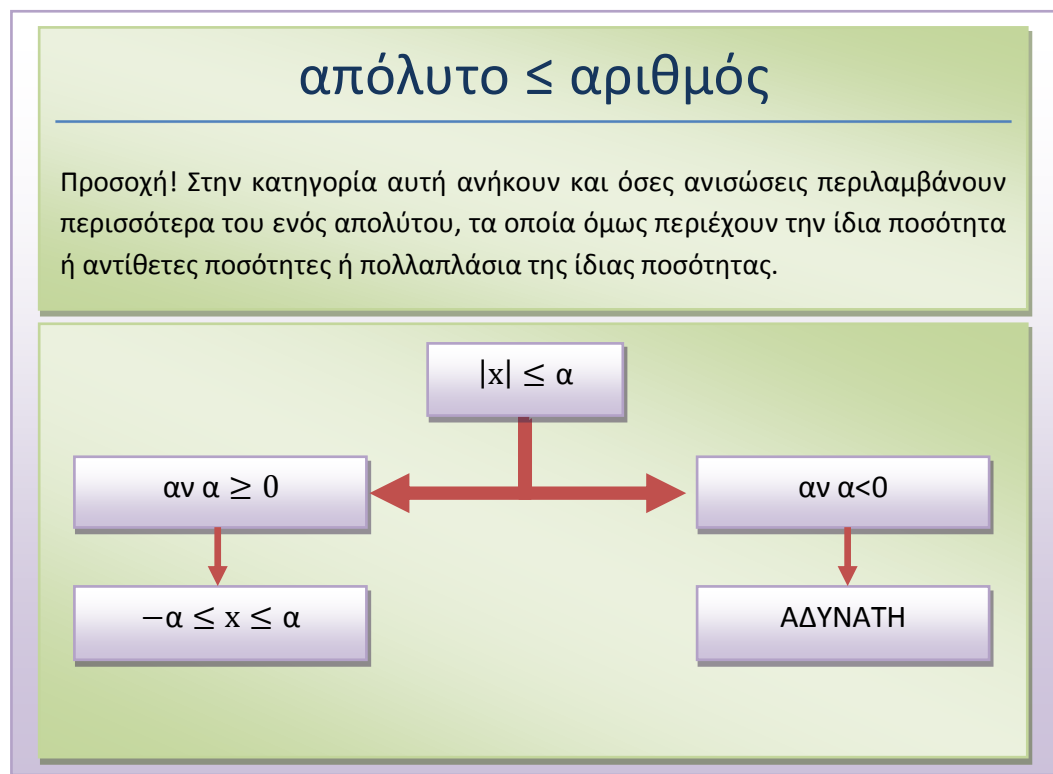 απόλυτο ≤ αριθμός
Προσοχή! Στην κατηγορία αυτή ανήκουν και όσες ανισώσεις περιλαμβάνουν
περισσότερα του ενός απολύτου, τα οποία όμως περιέχουν την ίδια ποσότητα
ή αντίθετες ποσότητες ή πολλαπλάσια της ίδιας ποσότητας.
|x| ≤ α
αν α ≥ 0
αν α<0
−α ≤ x ≤ α
ΑΔΥΝΑΤΗ